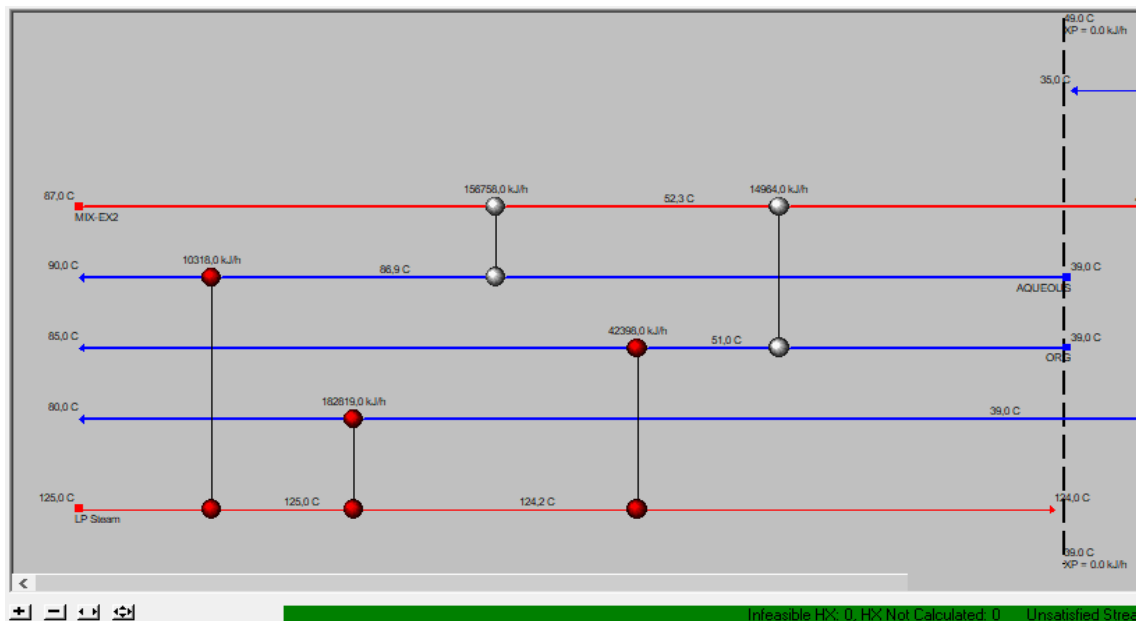 49.0 C
XP = 0.0 kJ/h
35,0 C
87,0 C
156758,0 kJ/h
52,3 C
14964,0 kJ/h
MIX-EX2
90,0 C
10318,0 kJ/h
86,9 C
39,0 C
AQUEOUS
85,0 C
42398,0 kJ/h
51,0 C
39,0 C
ORG
80,0 C
182819,0 kJ/h
39,0 C
125,0 C
125,0 C
124,2 C
124,0 C
LP Steam
39.0 C
XP = 0.0 kJ/h
Infeasible HX: 0, HX Not Calculated: 0 Unsatisfied Strea